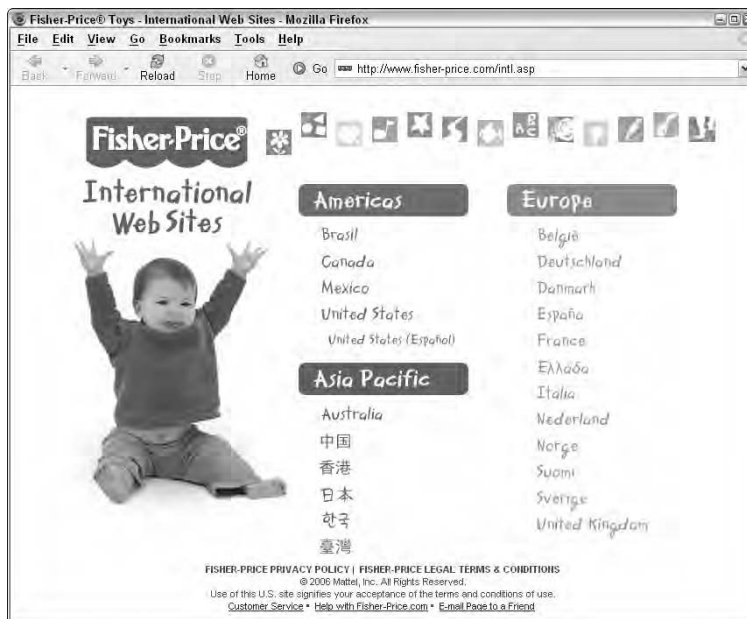 Fisher-Price® Toys - International Web Sites - Mozilla Firefox
File Edit View Go Bookmarks Tools Help
Back Forward Reload Stop Home Go http://www.fisher-price.com/intl.asp
Fisher-Price®
International
Web Sites
Americas
Brasil
Canada
Mexico
United States
United States (Español)
Asia Pacific
Australia
中国
香港
日本
한국
臺灣
Europe
België
Deutschland
Danmark
España
France
Ελλάδα
Italia
Nederland
Norge
Suomi
Sverige
United Kingdom
FISHER-PRICE PRIVACY POLICY | FISHER-PRICE LEGAL TERMS & CONDITIONS
© 2006 Mattel, Inc. All Rights Reserved.
Use of this U.S. site signifies your acceptance of the terms and conditions of use.
Customer Service • Help with Fisher-Price.com • E-mail Page to a Friend